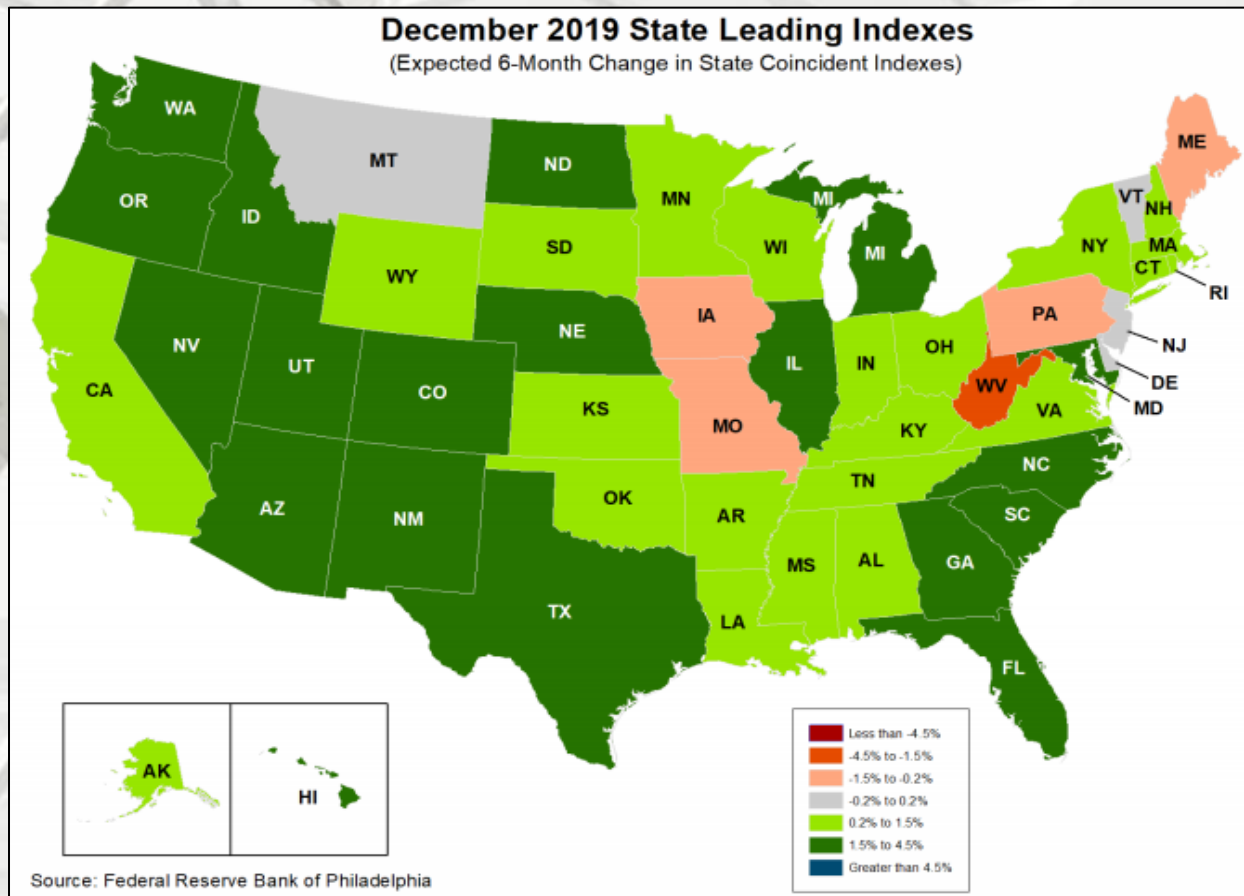 December 2019 State Leading Indexes
(Expected 6-Month Change in State Coincident Indexes)
WA
MT
ND
MN
MI
ME
VT
NH
OR
ID
SD
WI
MI
NY
MA
CT
RI
WY
IA
PA
NJ
NE
OH
IN
IL
NV
UT
CO
DE
CA
WV
MD
KS
MO
VA
KY
NC
TN
AZ
NM
OK
AR
SC
MS
AL
GA
TX
LA
FL
AK
HI
Less than -4.5%
-4.5% to -1.5%
-1.5% to -0.2%
-0.2% to 0.2%
0.2% to 1.5%
1.5% to 4.5%
Greater than 4.5%
Source: Federal Reserve Bank of Philadelphia